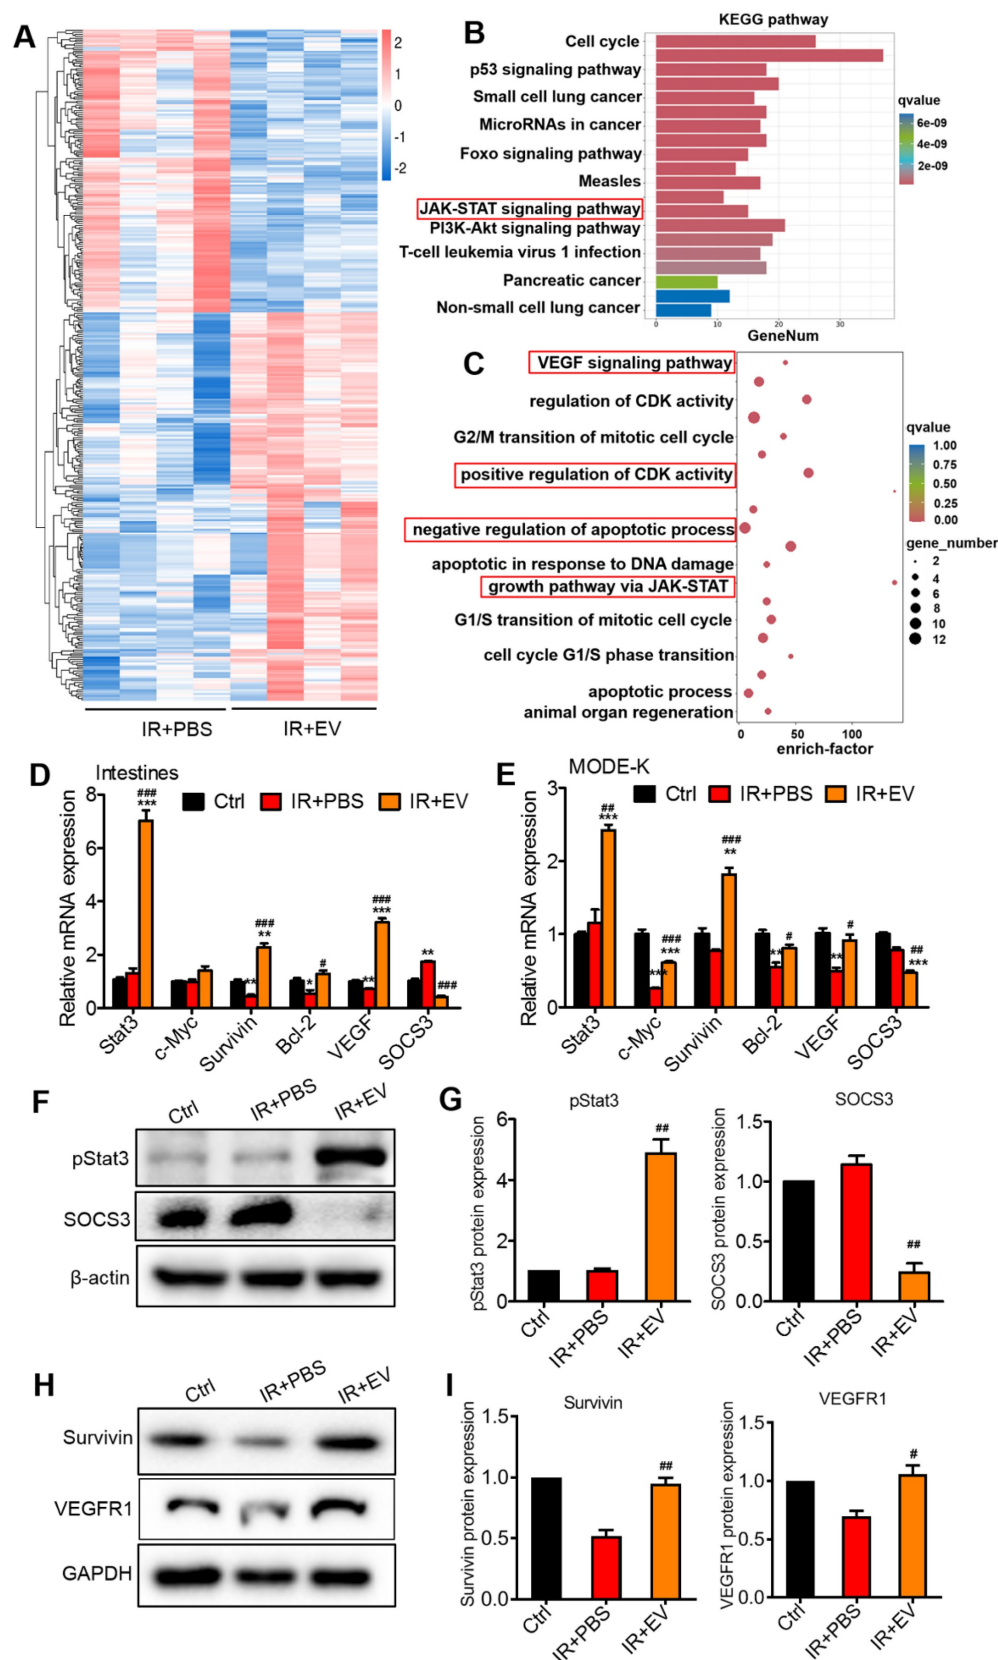 A
2
1
0
-1
-2
IR+PBS
IR+EV
B
KEGG pathway
Cell cycle
p53 signaling pathway
Small cell lung cancer
MicroRNAs in cancer
Foxo signaling pathway
Measles
JAK-STAT signaling pathway
PI3K-Akt signaling pathway
T-cell leukemia virus 1 infection
Pancreatic cancer
Non-small cell lung cancer
0
10
20
30
GeneNum
qvalue
6e-09
4e-09
2e-09
C
VEGF signaling pathway
regulation of CDK activity
G2/M transition of mitotic cell cycle
positive regulation of CDK activity
negative regulation of apoptotic process
apoptotic in response to DNA damage
growth pathway via JAK-STAT
G1/S transition of mitotic cell cycle
cell cycle G1/S phase transition
apoptotic process
animal organ regeneration
0
50
100
enrich-factor
qvalue
1.00
0.75
0.50
0.25
0.00
gene_number
2
4
6
8
10
12
D
Intestines
Ctrl
IR+PBS
IR+EV
Relative mRNA expression
8
6
4
2
0
###
***
###
**
**
#
*
###
***
**
**
###
Stat3
c-Myc
Survivin
Bcl-2
VEGF
SOCS3
E
MODE-K
Ctrl
IR+PBS
IR+EV
Relative mRNA expression
3
2
1
0
##
***
###
***
***
###
**
#
**
#
**
##
***
Stat3
c-Myc
Survivin
Bcl-2
VEGF
SOCS3
F
Ctrl
IR+PBS
IR+EV
pStat3
SOCS3
β-actin
G
pStat3
pStat3 protein expression
6
4
2
0
##
Ctrl
IR+PBS
IR+EV
SOCS3
SOCS3 protein expression
1.5
1.0
0.5
0.0
##
Ctrl
IR+PBS
IR+EV
H
Ctrl
IR+PBS
IR+EV
Survivin
VEGFR1
GAPDH
I
Survivin
Survivin protein expression
1.5
1.0
0.5
0.0
##
Ctrl
IR+PBS
IR+EV
VEGFR1
VEGFR1 protein expression
1.5
1.0
0.5
0.0
#
Ctrl
IR+PBS
IR+EV